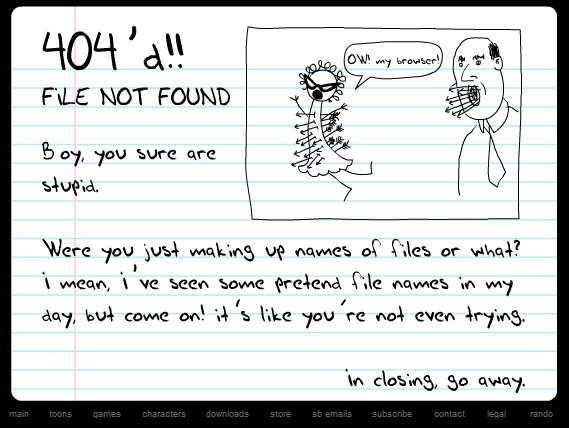 404'd!!
FILE NOT FOUND
OW! my browser!
Boy, you sure are
stupid.
Were you just making up names of files or what?
i mean, i've seen some pretend file names in my
day, but come on! it's like you're not even trying.
in closing, go away.
main toons games characters downloads store sb emails subscribe contact legal rando